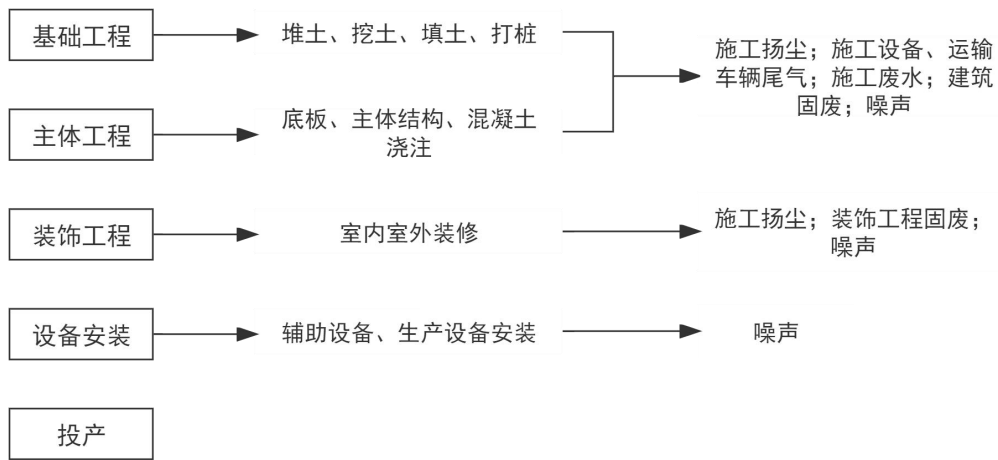 基础工程
堆土、挖土、填土、打桩
施工扬尘；施工设备、运输
车辆尾气；施工废水；建筑
固废；噪声
主体工程
底板、主体结构、混凝土
浇注
装饰工程
室内室外装修
施工扬尘；装饰工程固废；
噪声
设备安装
辅助设备、生产设备安装
噪声
投产